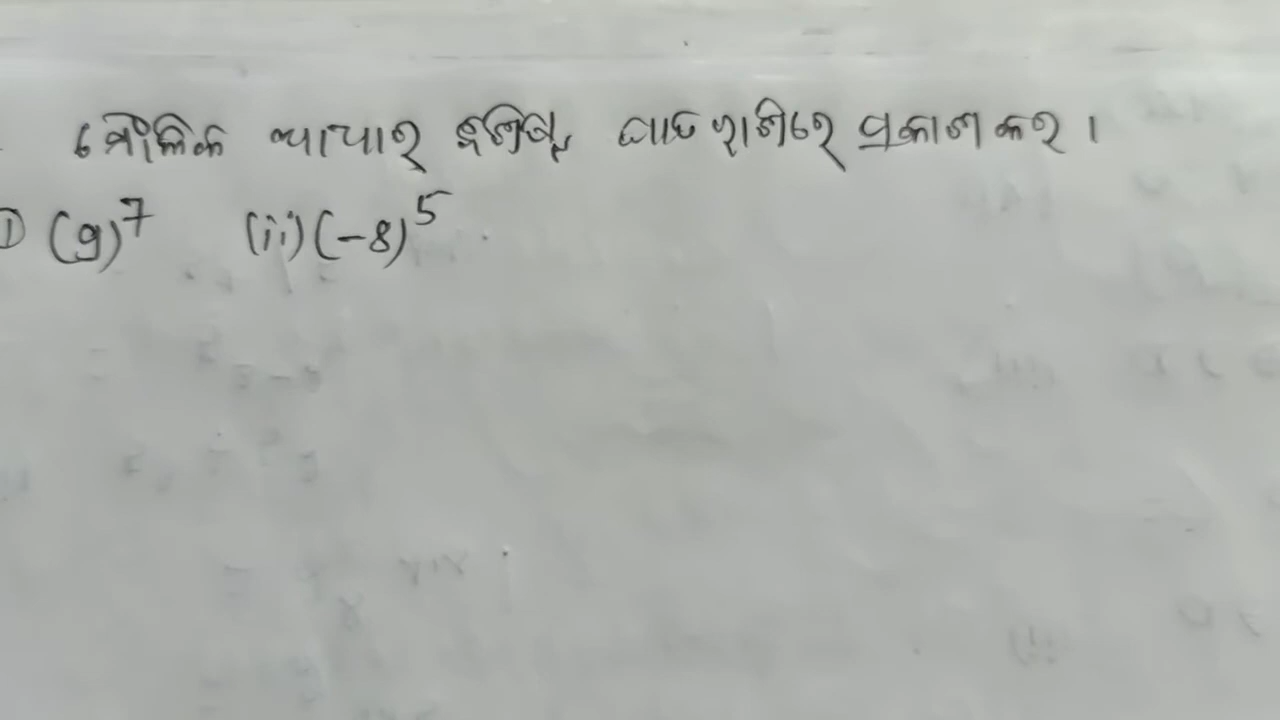 ମୌଳିକ ଆଧାର ବିଶିଷ୍ଟ ଘାତ ରାଶିରେ ପ୍ରକାଶ କର ।
i) (9)⁷ (ii) (-8)⁵